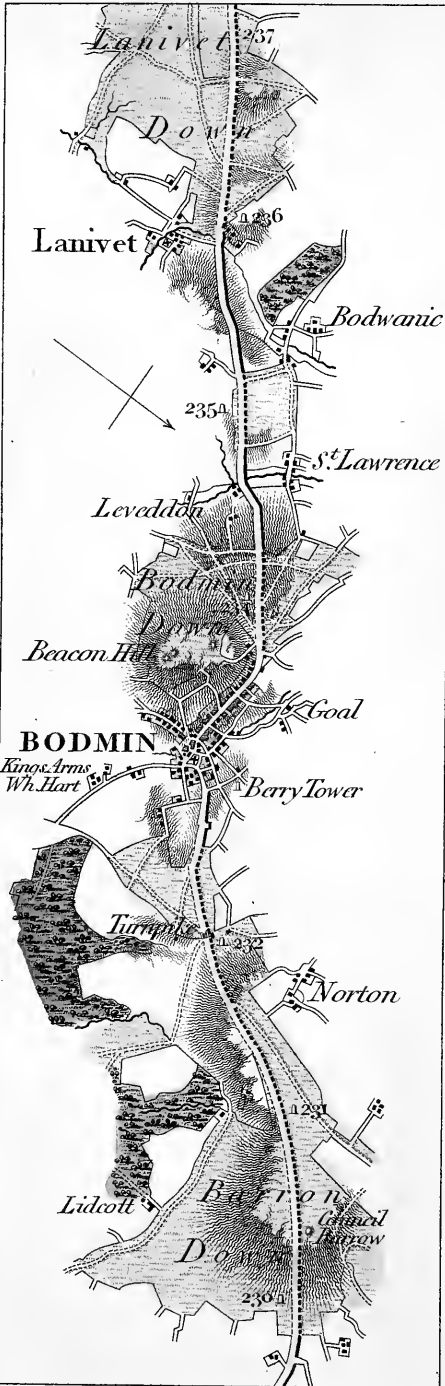 Lanivet
237
Down
236
Lanivet
Bodwanic
235
St. Lawrence
Leveddon
Bodmin
234
Down
Beacon Hill
Goal
BODMIN
Kings Arms
Wh. Hart
Berry Tower
Turnpike
232
Norton
231
Lidcott
Barron
Council
Barrow
Down
230